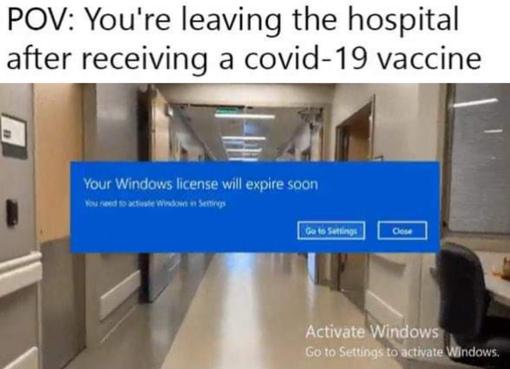 POV: You're leaving the hospital
after receiving a covid-19 vaccine
Your Windows license will expire soon
You need to activate Windows in Settings
Go to Settings
Close
Activate Windows
Go to Settings to activate Windows.